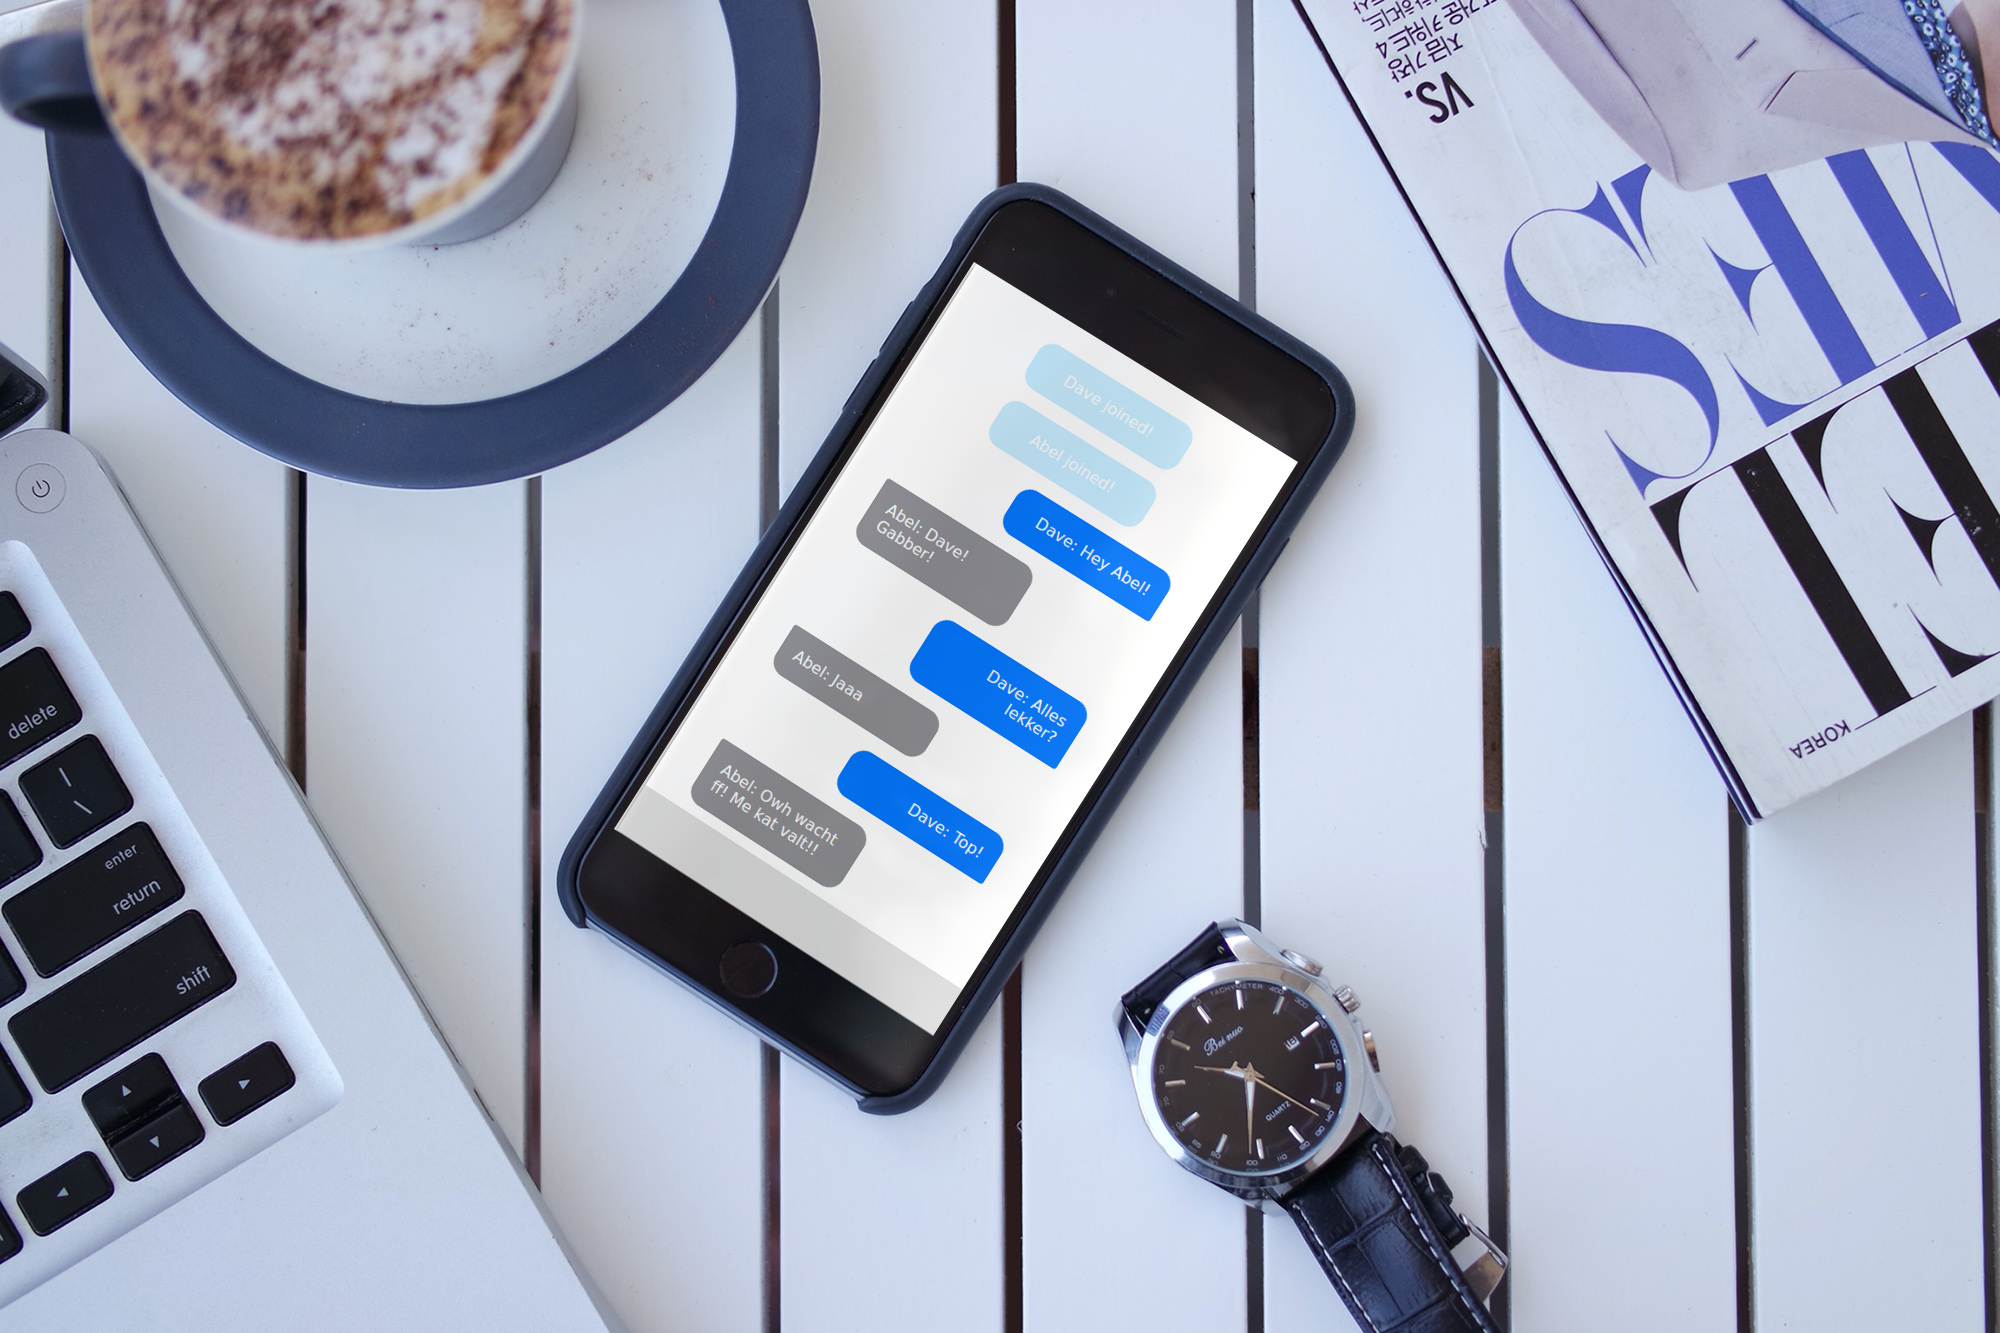 Dave joined!
Abel joined!
Dave: Hey Abel!
Abel: Dave!
Gabber!
Dave: Alles
lekker?
Abel: Jaaa
Dave: Top!
Abel: Owh wacht
ff! Me kat valt!!
delete
enter
return
shift
TACHYMETER
Bei nuo
QUARTZ
VS.
KOREA